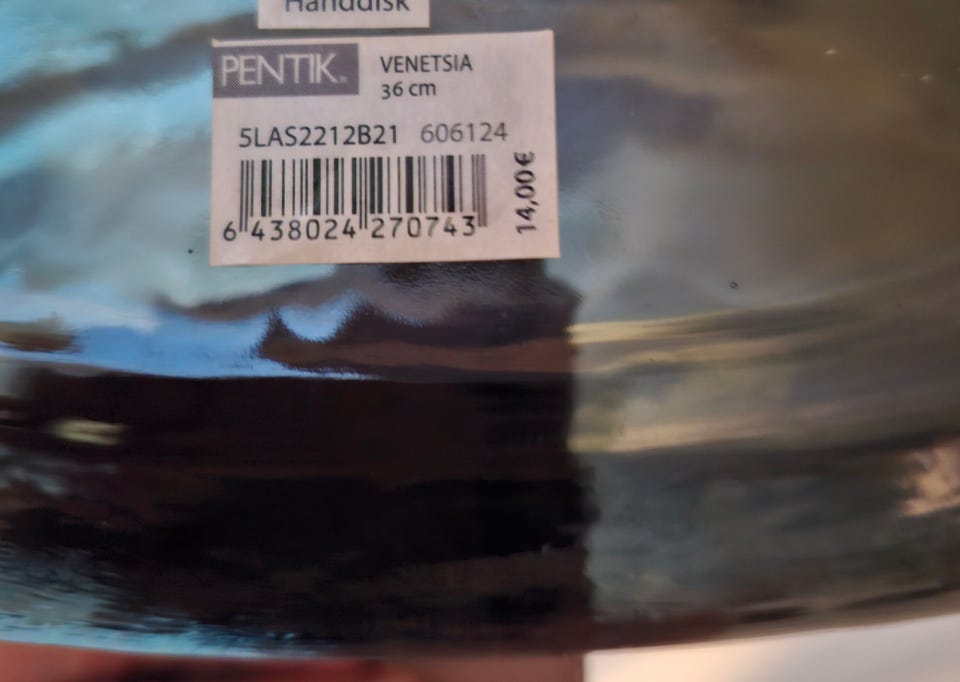 Handdisk
PENTIK®
VENETSIA
36 cm
5LAS2212B21 606124
6 438024 270743
14,00€